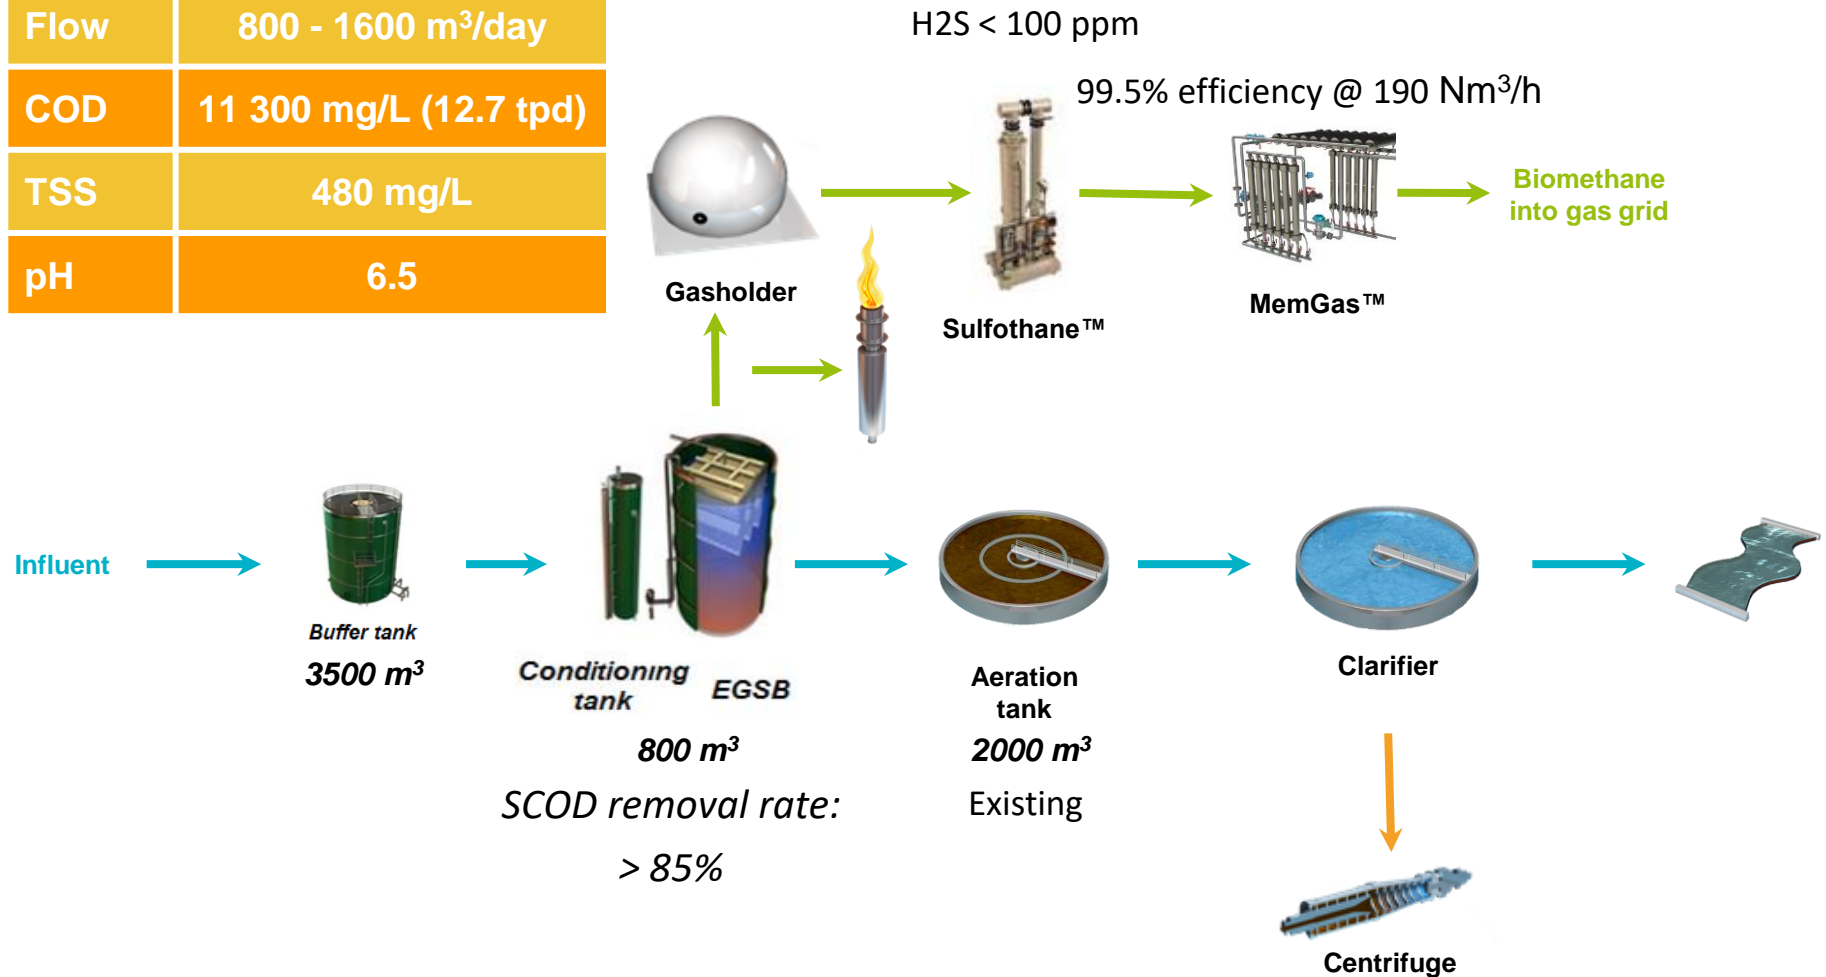 Flow 800 - 1600 m³/day
COD 11 300 mg/L (12.7 tpd)
TSS 480 mg/L
pH 6.5
H2S < 100 ppm
99.5% efficiency @ 190 Nm³/h
Gasholder
Sulfothane™
MemGas™
Biomethane
into gas grid
Influent
Buffer tank
3500 m³
Conditioning
tank
EGSB
800 m³
SCOD removal rate:
> 85%
Aeration
tank
2000 m³
Existing
Clarifier
Centrifuge